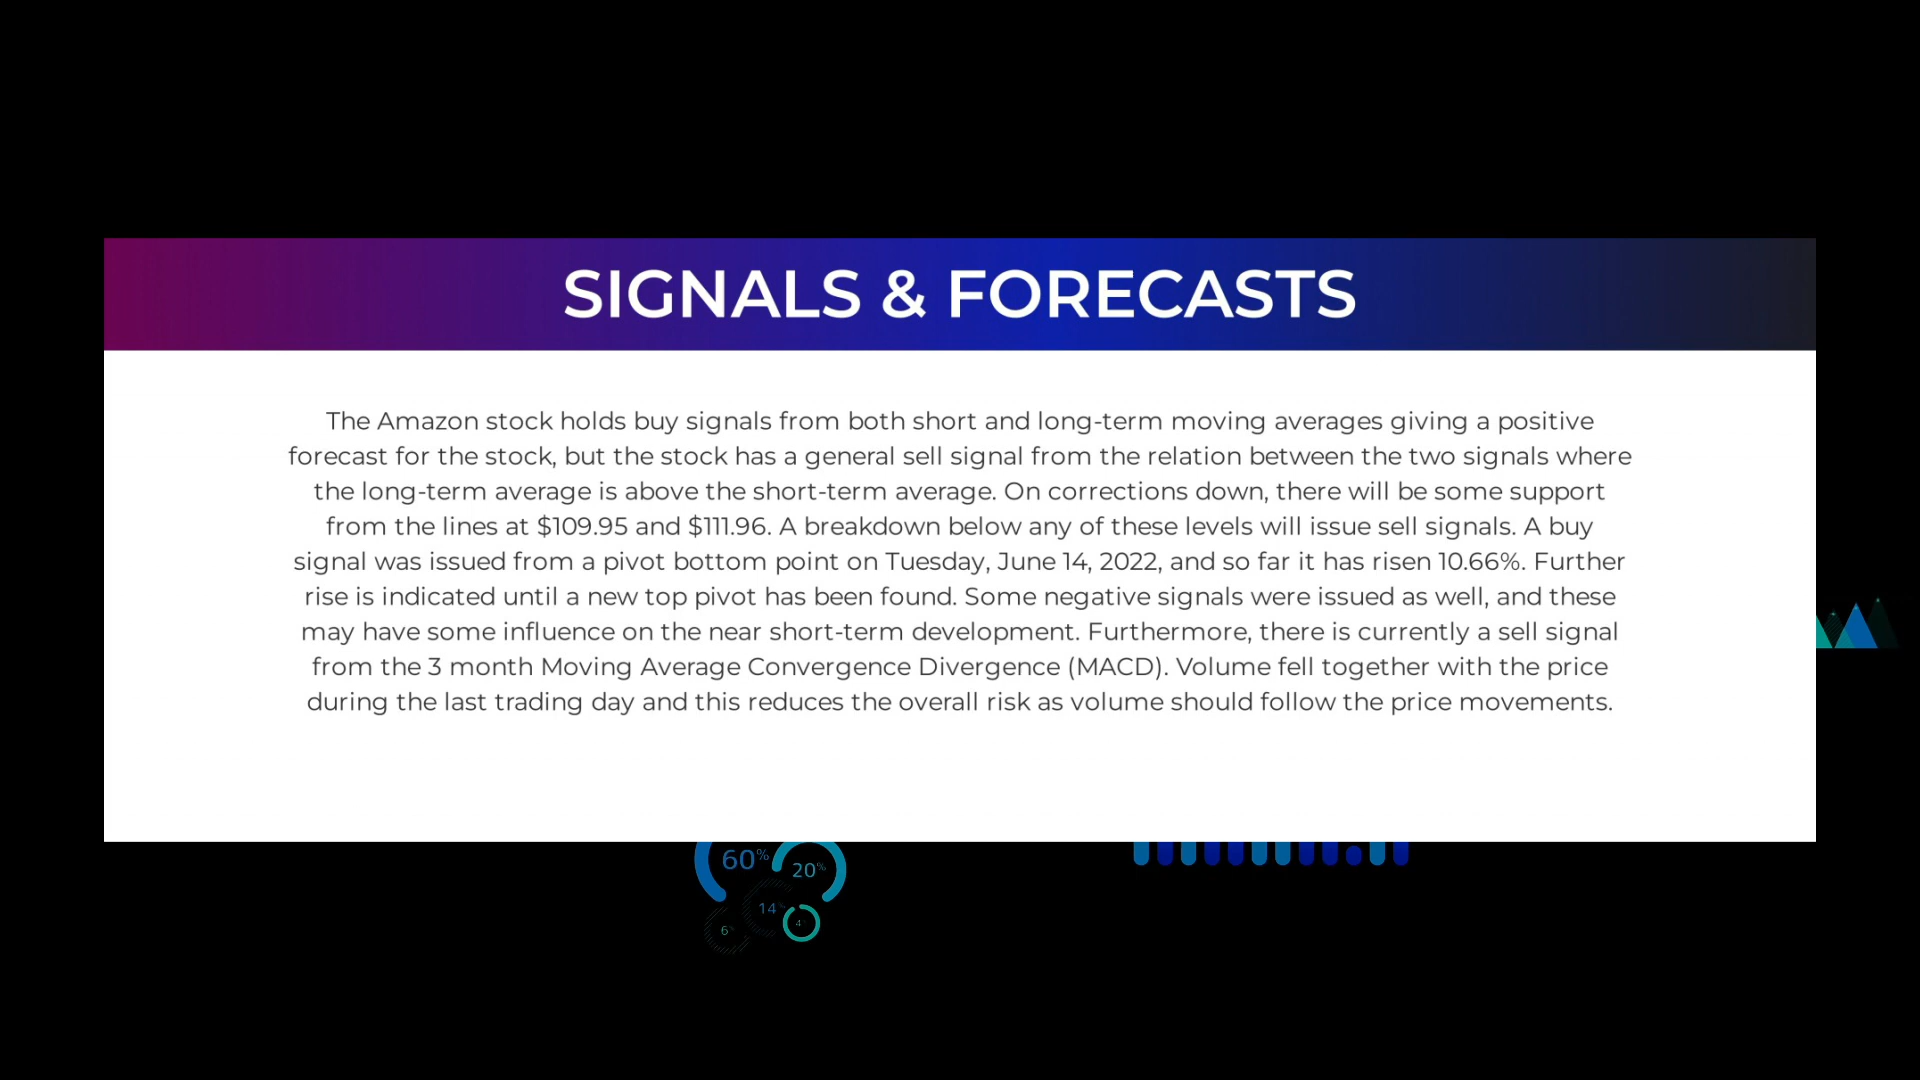 SIGNALS & FORECASTS
The Amazon stock holds buy signals from both short and long-term moving averages giving a positive
forecast for the stock, but the stock has a general sell signal from the relation between the two signals where
the long-term average is above the short-term average. On corrections down, there will be some support
from the lines at $109.95 and $111.96. A breakdown below any of these levels will issue sell signals. A buy
signal was issued from a pivot bottom point on Tuesday, June 14, 2022, and so far it has risen 10.66%. Further
rise is indicated until a new top pivot has been found. Some negative signals were issued as well, and these
may have some influence on the near short-term development. Furthermore, there is currently a sell signal
from the 3 month Moving Average Convergence Divergence (MACD). Volume fell together with the price
during the last trading day and this reduces the overall risk as volume should follow the price movements.
60%
20%
14
4
6